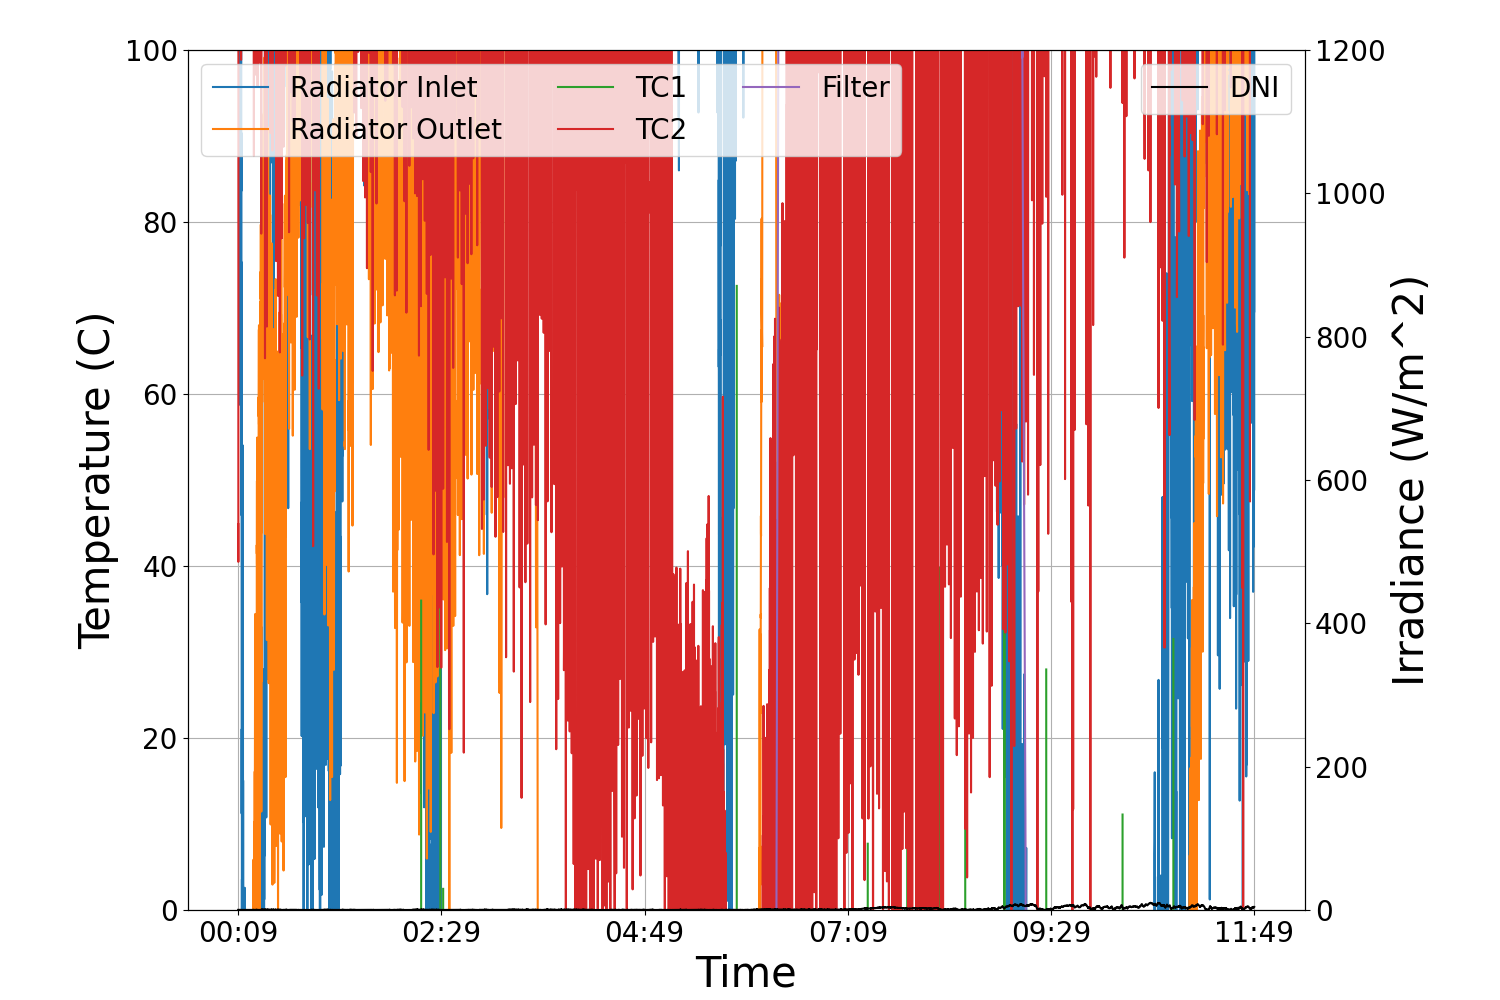 100
80
60
40
20
0
Temperature (C)
Radiator Inlet
Radiator Outlet
TC1
TC2
Filter
DNI
1200
1000
800
600
400
200
0
Irradiance (W/m^2)
00:09
02:29
04:49
07:09
09:29
11:49
Time